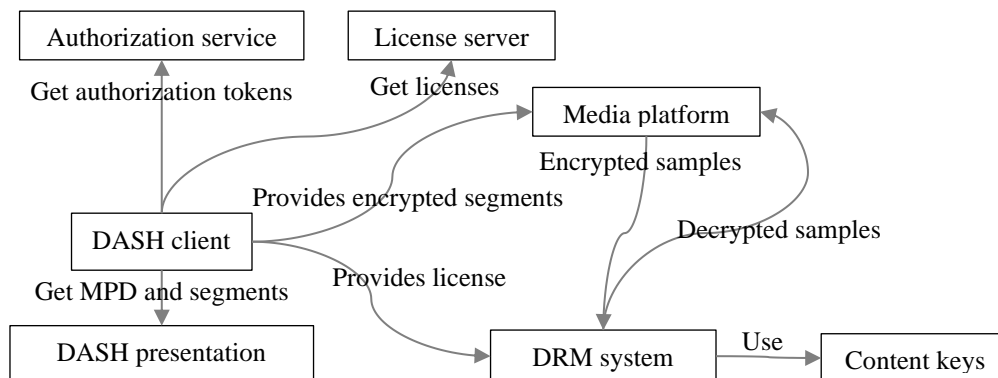 Authorization service
License server
Get authorization tokens
Get licenses
Media platform
Encrypted samples
Provides encrypted segments
DASH client
Decrypted samples
Provides license
Get MPD and segments
DASH presentation
DRM system
Use
Content keys